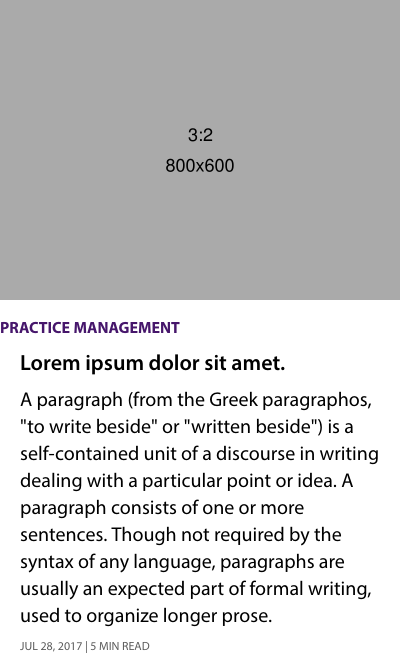 3:2
800x600
PRACTICE MANAGEMENT
Lorem ipsum dolor sit amet.
A paragraph (from the Greek paragraphos,
"to write beside" or "written beside") is a
self-contained unit of a discourse in writing
dealing with a particular point or idea. A
paragraph consists of one or more
sentences. Though not required by the
syntax of any language, paragraphs are
usually an expected part of formal writing,
used to organize longer prose.
JUL 28, 2017 | 5 MIN READ